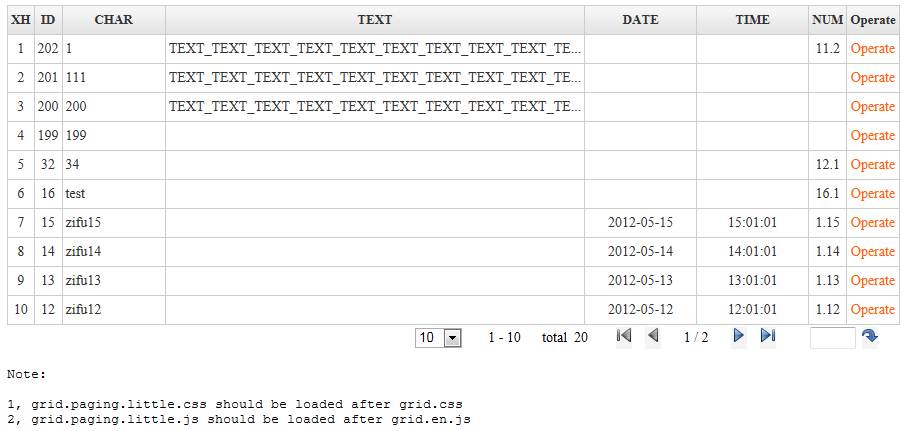 XH ID CHAR TEXT DATE TIME NUM Operate
1 202 1 TEXT_TEXT_TEXT_TEXT_TEXT_TEXT_TEXT_TEXT_TEXT_TE... 11.2 Operate
2 201 111 TEXT_TEXT_TEXT_TEXT_TEXT_TEXT_TEXT_TEXT_TEXT_TE... Operate
3 200 200 TEXT_TEXT_TEXT_TEXT_TEXT_TEXT_TEXT_TEXT_TEXT_TE... Operate
4 199 199 Operate
5 32 34 12.1 Operate
6 16 test 16.1 Operate
7 15 zifu15 2012-05-15 15:01:01 1.15 Operate
8 14 zifu14 2012-05-14 14:01:01 1.14 Operate
9 13 zifu13 2012-05-13 13:01:01 1.13 Operate
10 12 zifu12 2012-05-12 12:01:01 1.12 Operate
10 1 - 10 total 20 1 / 2
Note:
1, grid.paging.little.css should be loaded after grid.css
2, grid.paging.little.js should be loaded after grid.en.js